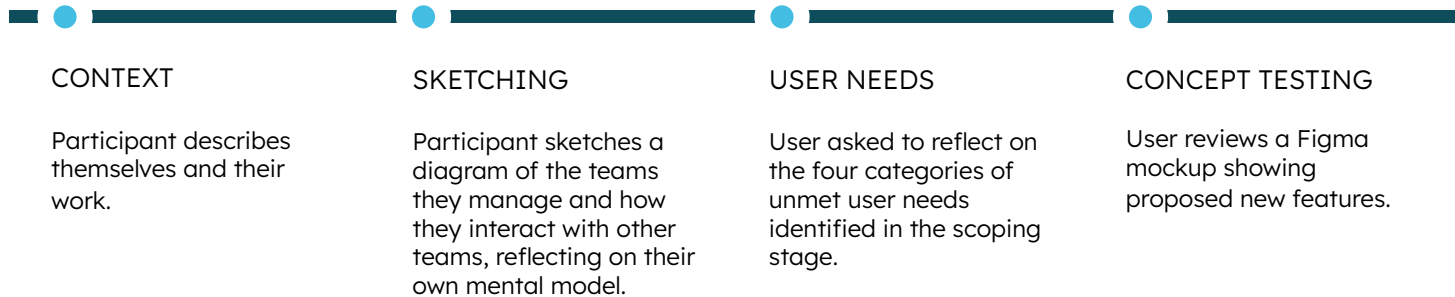 CONTEXT
Participant describes
themselves and their
work.
SKETCHING
Participant sketches a
diagram of the teams
they manage and how
they interact with other
teams, reflecting on their
own mental model.
USER NEEDS
User asked to reflect on
the four categories of
unmet user needs
identified in the scoping
stage.
CONCEPT TESTING
User reviews a Figma
mockup showing
proposed new features.